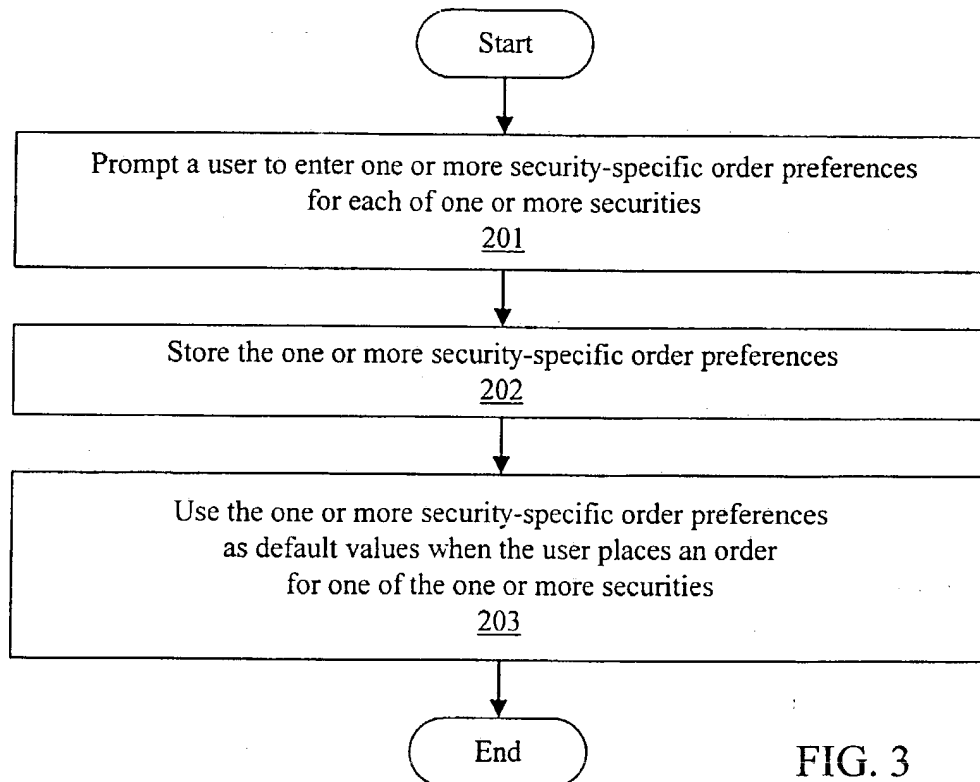 Start
Prompt a user to enter one or more security-specific order preferences
for each of one or more securities
201
Store the one or more security-specific order preferences
202
Use the one or more security-specific order preferences
as default values when the user places an order
for one of the one or more securities
203
End
FIG. 3